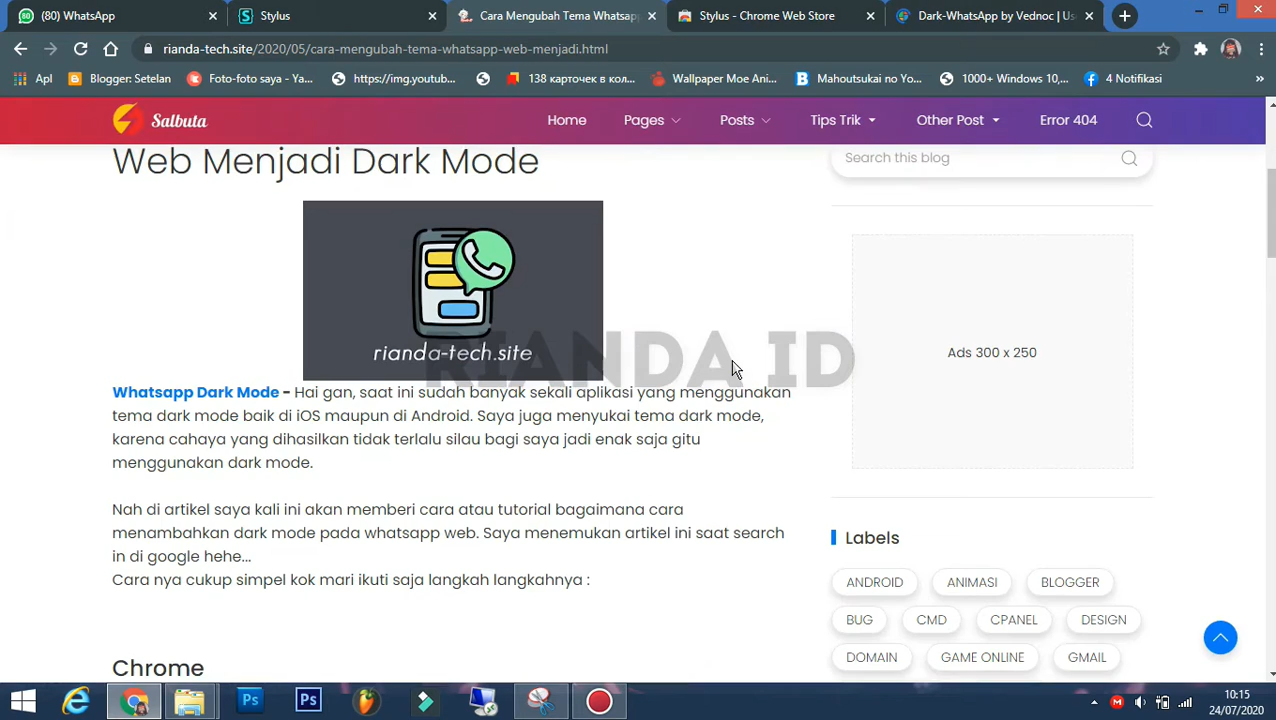 (80) WhatsApp
Stylus
Cara Mengubah Tema Whatsapp
Stylus - Chrome Web Store
Dark-WhatsApp by Vednoc | Us
rianda-tech.site/2020/05/cara-mengubah-tema-whatsapp-web-menjadi.html
Apl
Blogger: Setelan
Foto-foto saya - Ya...
https://img.youtub...
138 карточек в кол...
Wallpaper Moe Ani...
Mahoutsukai no Yo...
1000+ Windows 10,...
4 Notifikasi
»
Salbuta
Home
Pages
Posts
Tips Trik
Other Post
Error 404
Web Menjadi Dark Mode
Search this blog
rianda-tech.site
RIANDA ID
Ads 300 x 250
Whatsapp Dark Mode - Hai gan, saat ini sudah banyak sekali aplikasi yang menggunakan
tema dark mode baik di iOS maupun di Android. Saya juga menyukai tema dark mode,
karena cahaya yang dihasilkan tidak terlalu silau bagi saya jadi enak saja gitu
menggunakan dark mode.
Nah di artikel saya kali ini akan memberi cara atau tutorial bagaimana cara
menambahkan dark mode pada whatsapp web. Saya menemukan artikel ini saat search
in di google hehe...
Cara nya cukup simpel kok mari ikuti saja langkah langkahnya :
Chrome
Labels
ANDROID
ANIMASI
BLOGGER
BUG
CMD
CPANEL
DESIGN
DOMAIN
GAME ONLINE
GMAIL
Ps
Ps
10:15
24/07/2020